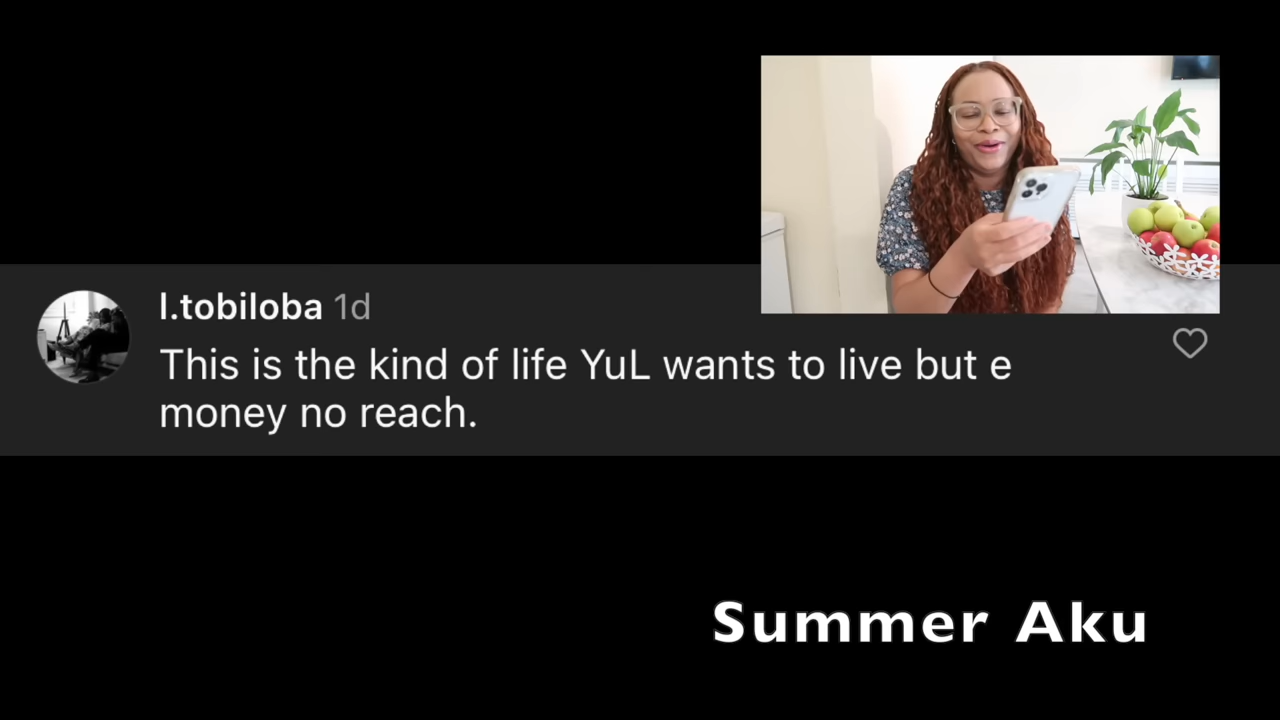 l.tobiloba 1d
This is the kind of life YuL wants to live but e
money no reach.
Summer Aku